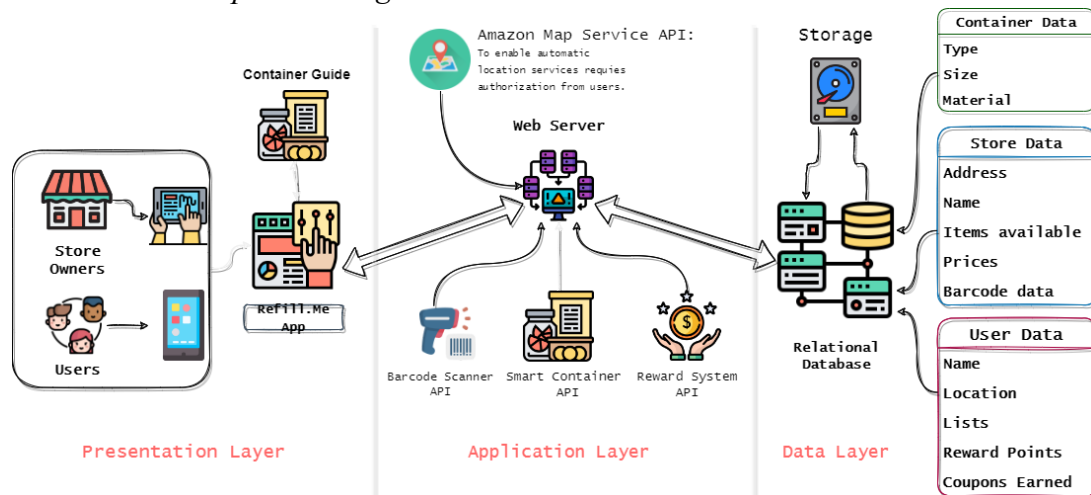 Amazon Map Service API:
To enable automatic
location services requies
authorization from users.
Container Guide
Web Server
Storage
Store
Owners
Users
Refill.Me
App
Barcode Scanner
API
Smart Container
API
Reward System
API
Relational
Database
Container Data
Type
Size
Material
Store Data
Address
Name
Items available
Prices
Barcode data
User Data
Name
Location
Lists
Reward Points
Coupons Earned
Presentation Layer
Application Layer
Data Layer